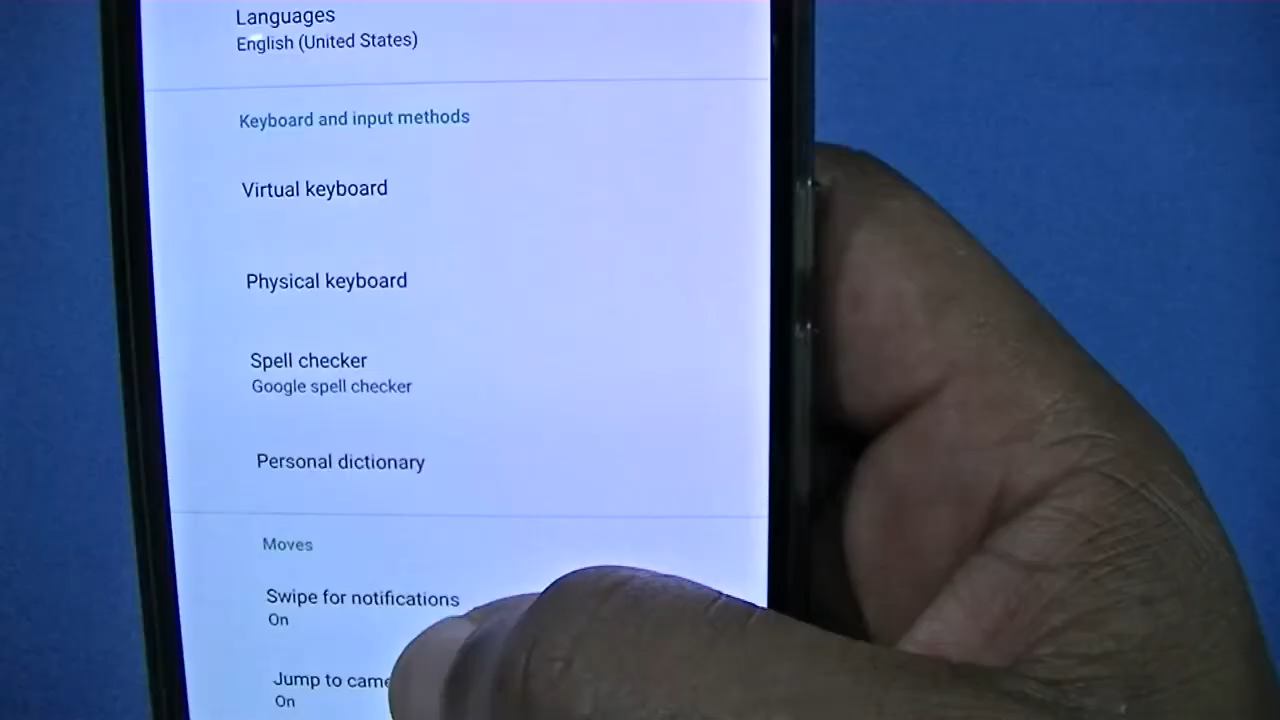 Languages
English (United States)
Keyboard and input methods
Virtual keyboard
Physical keyboard
Spell checker
Google spell checker
Personal dictionary
Moves
Swipe for notifications
On
Jump to
On